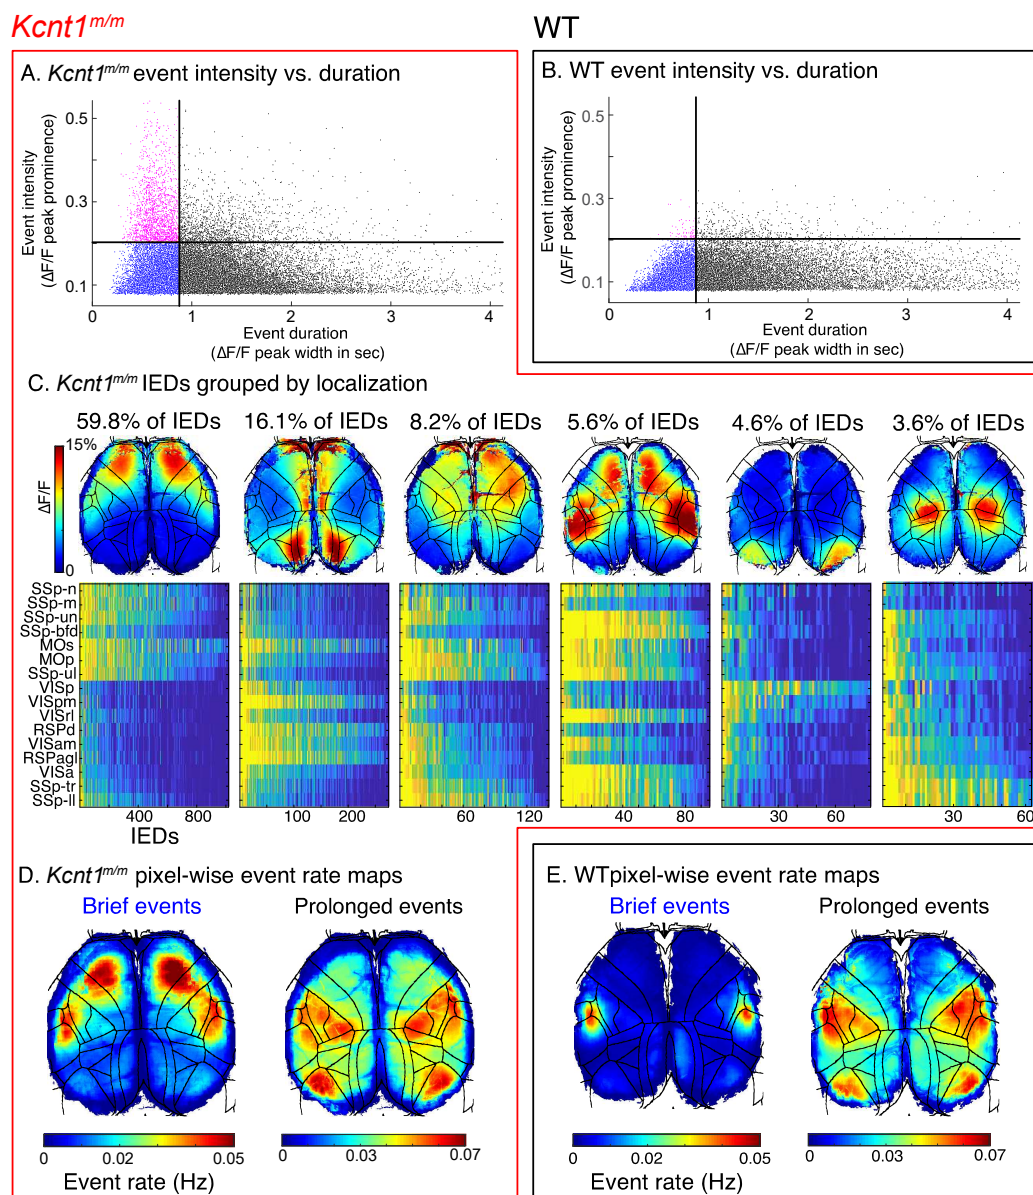 Kcnt1m/m
WT
A. Kcnt1m/m event intensity vs. duration
Event intensity
(ΔF/F peak prominence)
0.5
0.3
0.1
0 1 2 3 4
Event duration
(ΔF/F peak width in sec)
B. WT event intensity vs. duration
Event intensity
(ΔF/F peak prominence)
0.5
0.3
0.1
0 1 2 3 4
Event duration
(ΔF/F peak width in sec)
C. Kcnt1m/m IEDs grouped by localization
59.8% of IEDs 16.1% of IEDs 8.2% of IEDs 5.6% of IEDs 4.6% of IEDs 3.6% of IEDs
15%
ΔF/F
0
SSp-n
SSp-m
SSp-un
SSp-bfd
MOs
MOp
SSp-ul
VISp
VISpm
VISrl
RSPd
VISam
RSPagl
VISa
SSp-tr
SSp-ll
400 800 100 200 60 120 40 80 30 60 30 60
IEDs
D. Kcnt1m/m pixel-wise event rate maps
Brief events Prolonged events
0 0.02 0.05 0 0.03 0.07
Event rate (Hz)
E. WTpixel-wise event rate maps
Brief events Prolonged events
0 0.02 0.05 0 0.03 0.07
Event rate (Hz)